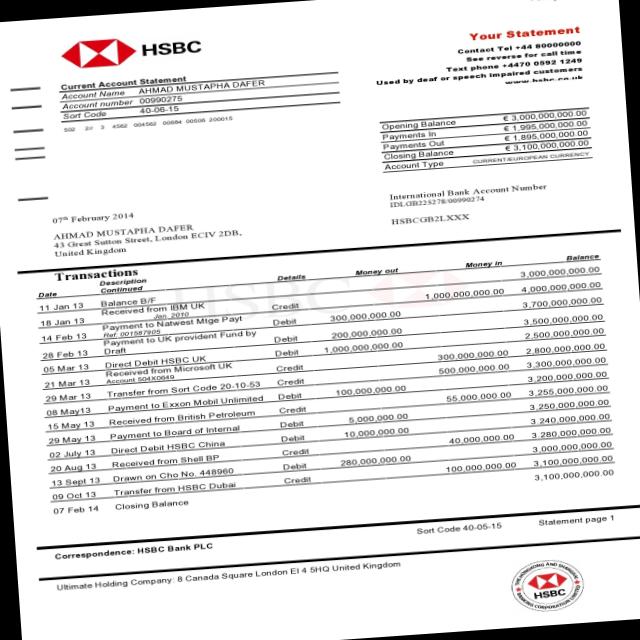 HSBC
Your Statement
Contact Tel +44 80000000
See reverse for call time
Text phone +4470 0592 1249
Used by deaf or speech impaired customers
www.hsbc.co.uk
Current Account Statement
Account Name AHMAD MUSTAPHA DAFER
Account number 00990275
Sort Code 40-06-15
502 2// 3 4562 004562 00884 00506 200015
Opening Balance € 3,000,000,000.00
Payments In € 1,995,000,000.00
Payments Out € 1,895,000,000.00
Closing Balance € 3,100,000,000.00
Account Type CURRENT/EUROPEAN CURRENCY
International Bank Account Number
IDLGB225278/00990274
HSBCGB2LXXX
07th February 2014
AHMAD MUSTAPHA DAFER
43 Great Sutton Street, London ECIV 2DB,
United Kingdom
Transactions
Date Description Details Money out Money in Balance
Continued
11 Jan 13 Balance B/F 3,000,000,000.00
18 Jan 13 Received from IBM UK Credit 1,000,000,000.00 4,000,000,000.00
Jan, 2010
14 Feb 13 Payment to Natwest Mtge Payt Debit 300,000,000.00 3,700,000,000.00
Ref: 001587905
28 Feb 13 Payment to UK provident Fund by Debit 200,000,000.00 3,500,000,000.00
Draft
05 Mar 13 Direct Debit HSBC UK Debit 1,000,000,000.00 2,500,000,000.00
21 Mar 13 Received from Microsoft UK Credit 300,000,000.00 2,800,000,000.00
Account 504X0649
29 Mar 13 Transfer from Sort Code 20-10-53 Credit 500,000,000.00 3,300,000,000.00
08 May13 Payment to Exxon Mobil Unlimited Debit 100,000,000.00 3,200,000,000.00
15 May 13 Received from British Petroleum Credit 55,000,000.00 3,255,000,000.00
29 May 13 Payment to Board of Internal Debit 5,000,000.00 3,250,000,000.00
02 July 13 Direct Debit HSBC China Debit 10,000,000.00 3,240,000,000.00
20 Aug 13 Received from Shell BP Credit 40,000,000.00 3,280,000,000.00
13 Sept 13 Drawn on Cho No. 448960 Debit 280,000,000.00 3,000,000,000.00
09 Oct 13 Transfer from HSBC Dubai Credit 100,000,000.00 3,100,000,000.00
07 Feb 14 Closing Balance 3,100,000,000.00
Sort Code 40-05-15 Statement page 1
Correspondence: HSBC Bank PLC
Ultimate Holding Company: 8 Canada Square London EI 4 5HQ United Kingdom
THE HONGKONG AND SHANGHAI
HSBC
BANKING CORPORATION LIMITED